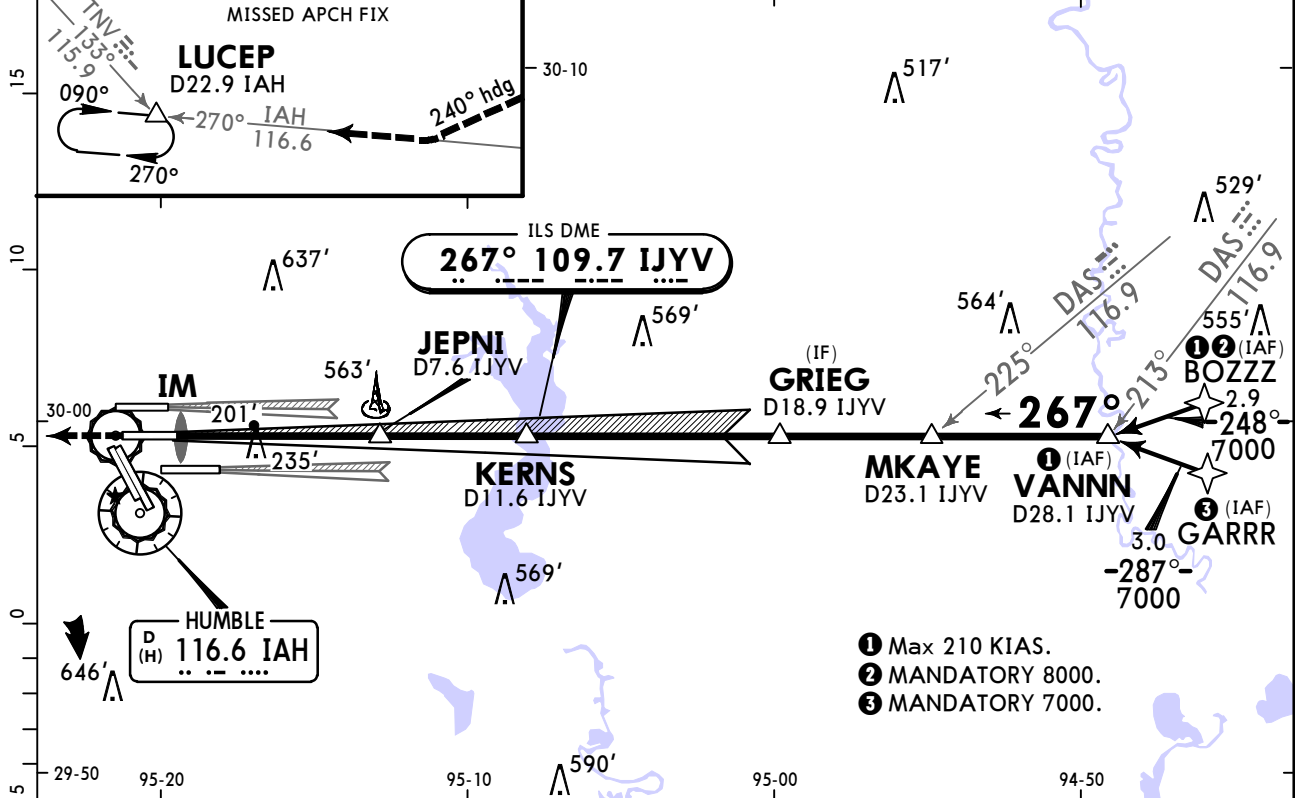 MISSED APCH FIX
TNV
133°
115.9
LUCEP
D22.9 IAH
090°
270°
270°
IAH
116.6
240° hdg
30-10
517'
529'
637'
ILS DME
267° 109.7 IJYV
569'
564'
DAS
116.9
225°
DAS
116.9
213°
555'
❶ ❷ (IAF)
BOZZZ
2.9
248°
7000
563'
JEPNI
D7.6 IJYV
(IF)
GRIEG
D18.9 IJYV
IM
30-00
201'
235'
267°
KERNS
D11.6 IJYV
MKAYE
D23.1 IJYV
❶ (IAF)
VANNN
D28.1 IJYV
❸ (IAF)
GARRR
3.0
287°
7000
569'
HUMBLE
D
(H)
116.6 IAH
646'
❶ Max 210 KIAS.
❷ MANDATORY 8000.
❸ MANDATORY 7000.
590'
29-50
95-20
95-10
95-00
94-50
15
10
5
0
5